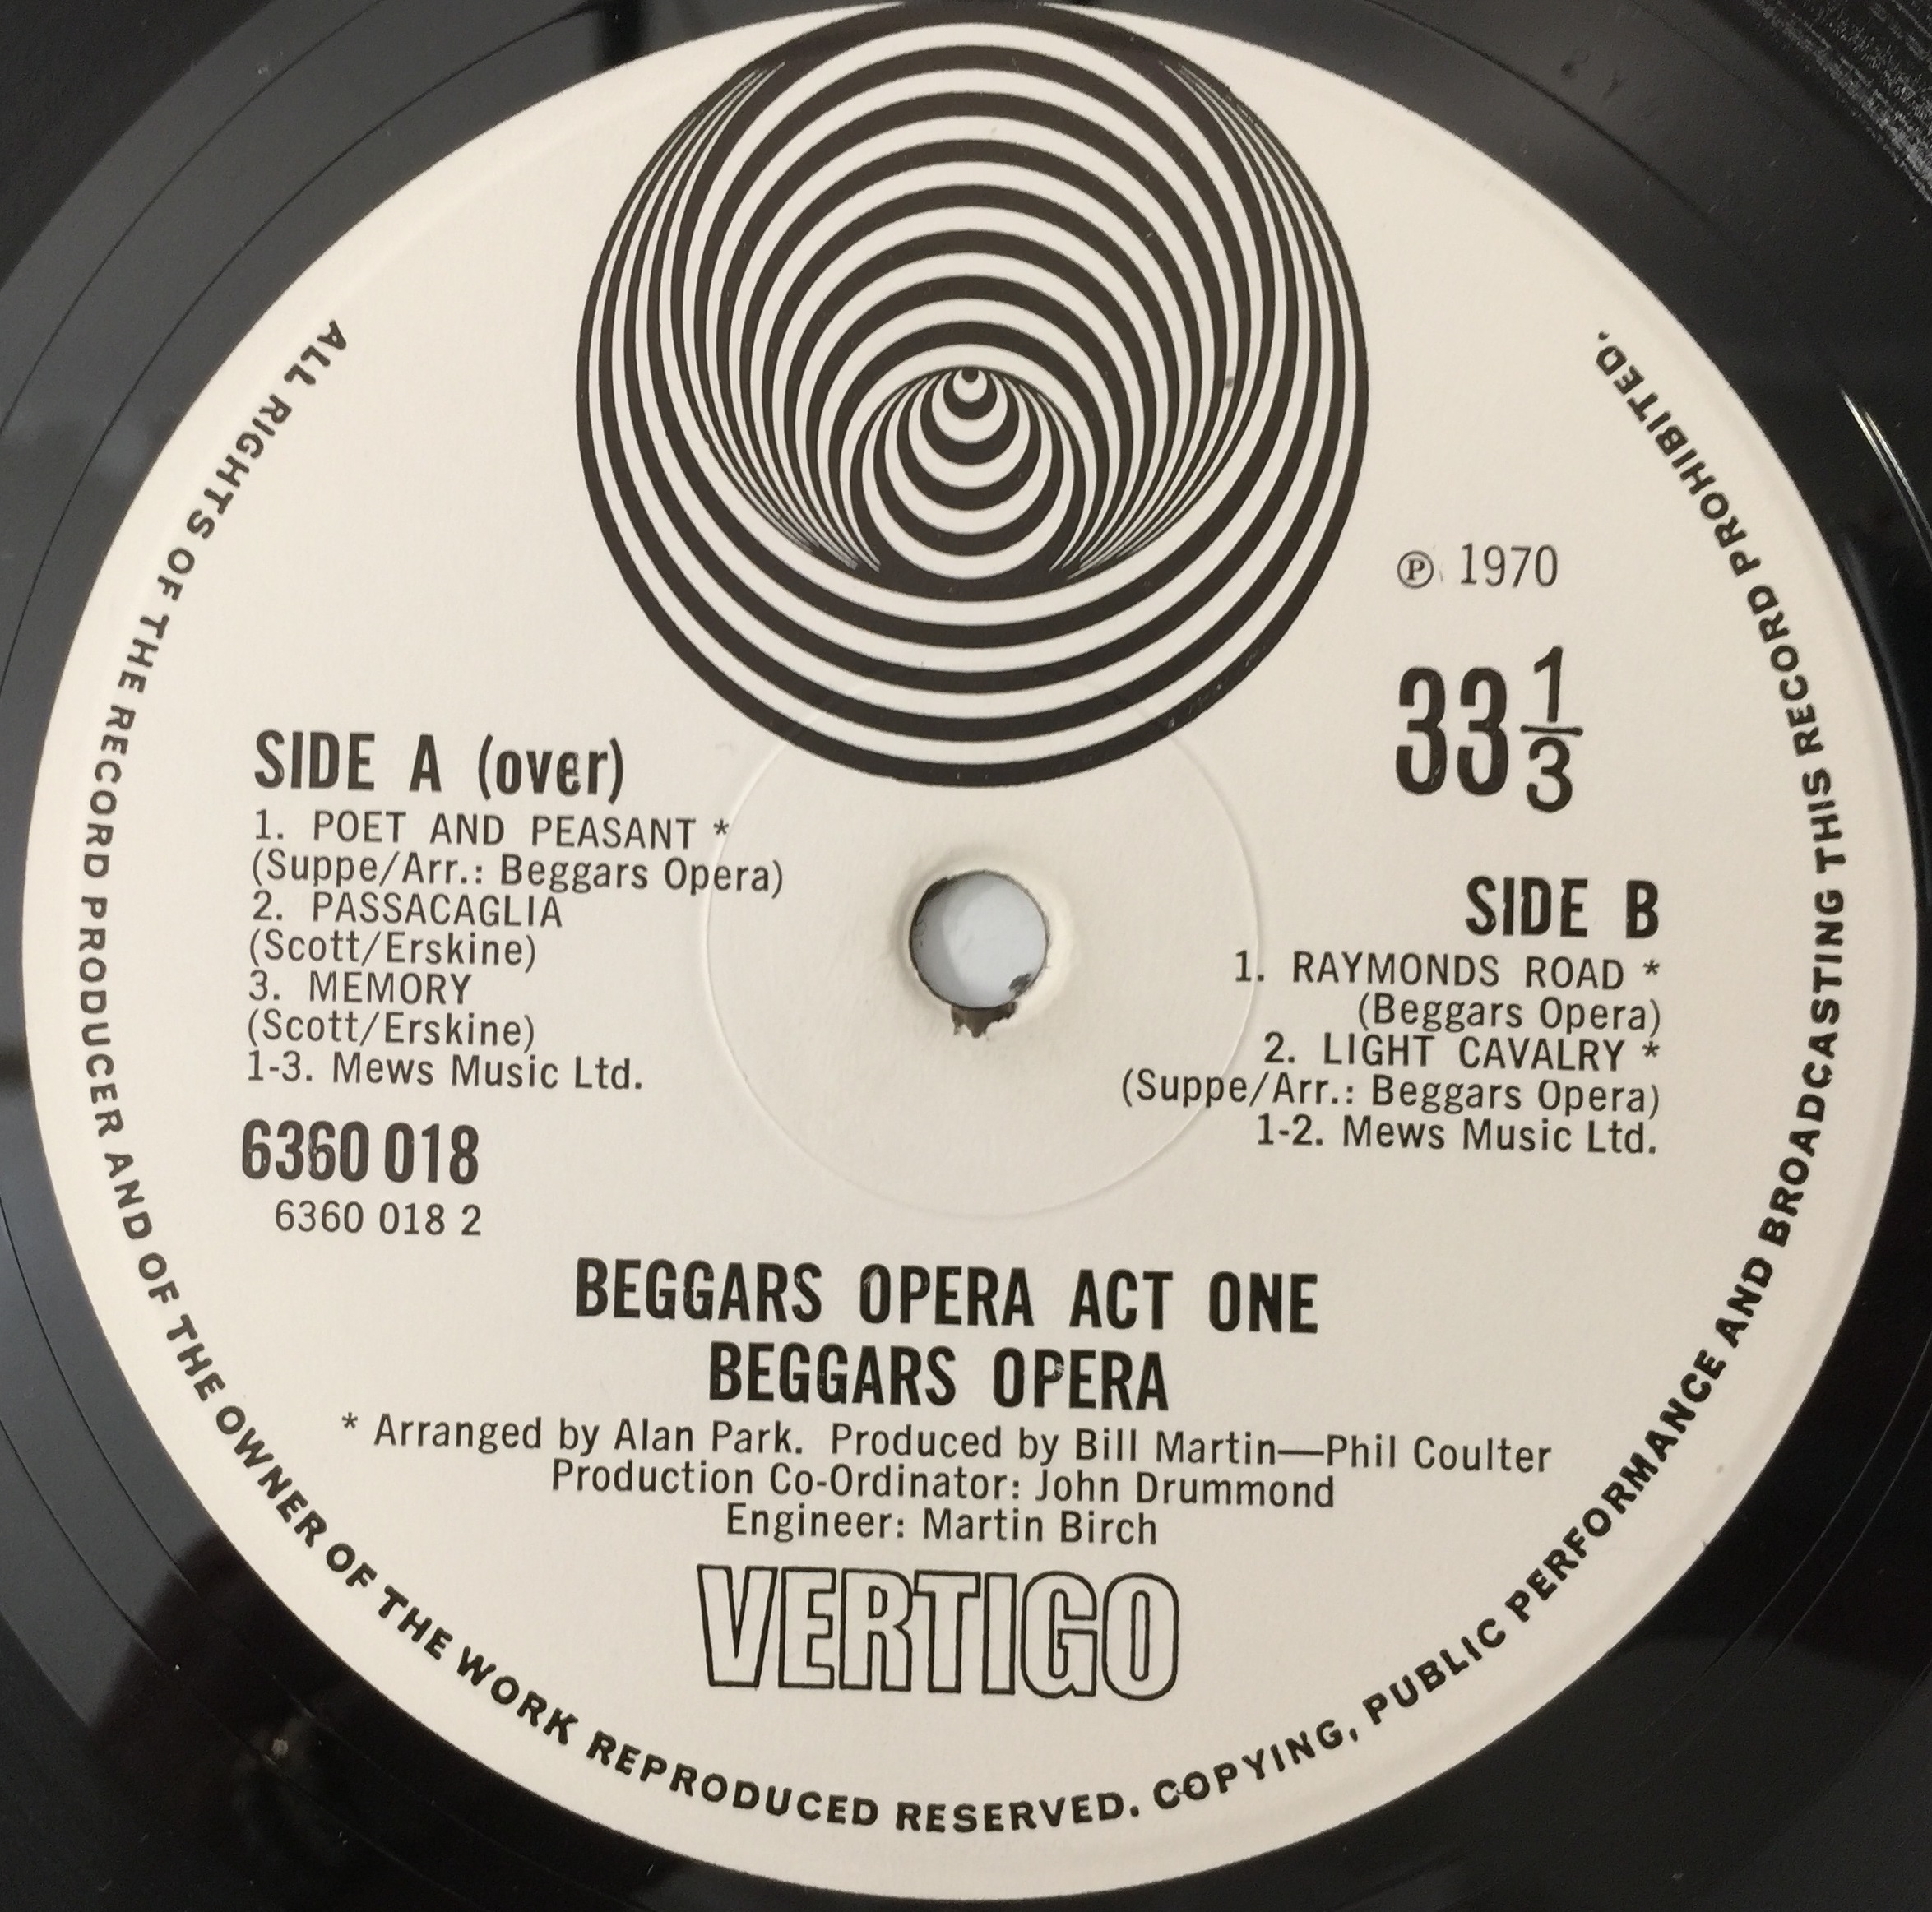 ALL RIGHTS OF THE RECORD PRODUCER AND OF THE OWNER OF THE WORK REPRODUCED RESERVED. COPYING, PUBLIC PERFORMANCE AND BROADCASTING THIS RECORD PROHIBITED.
℗ 1970
33 1/3
SIDE A (over)
1. POET AND PEASANT *
(Suppe/Arr.: Beggars Opera)
2. PASSACAGLIA
(Scott/Erskine)
3. MEMORY
(Scott/Erskine)
1-3. Mews Music Ltd.
6360 018
6360 018 2
SIDE B
1. RAYMONDS ROAD *
(Beggars Opera)
2. LIGHT CAVALRY *
(Suppe/Arr.: Beggars Opera)
1-2. Mews Music Ltd.
BEGGARS OPERA ACT ONE
BEGGARS OPERA
* Arranged by Alan Park. Produced by Bill Martin—Phil Coulter
Production Co-Ordinator: John Drummond
Engineer: Martin Birch
VERTIGO